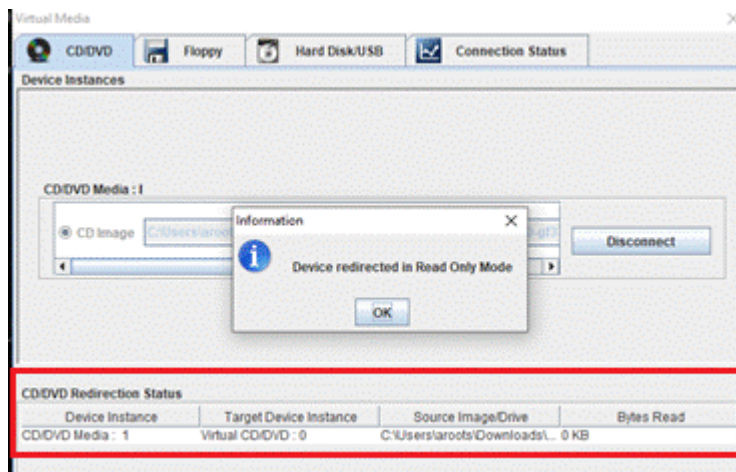 Virtual Media
CD/DVD Floppy Hard Disk/USB Connection Status
Device Instances
CD/DVD Media : I
CD Image C:\Users\aroots
Disconnect
Information
Device redirected in Read Only Mode
OK
CD/DVD Redirection Status
Device Instance Target Device Instance Source Image/Drive Bytes Read
CD/DVD Media : 1 Virtual CD/DVD : 0 C:\Users\aroots\Downloads\... 0 KB